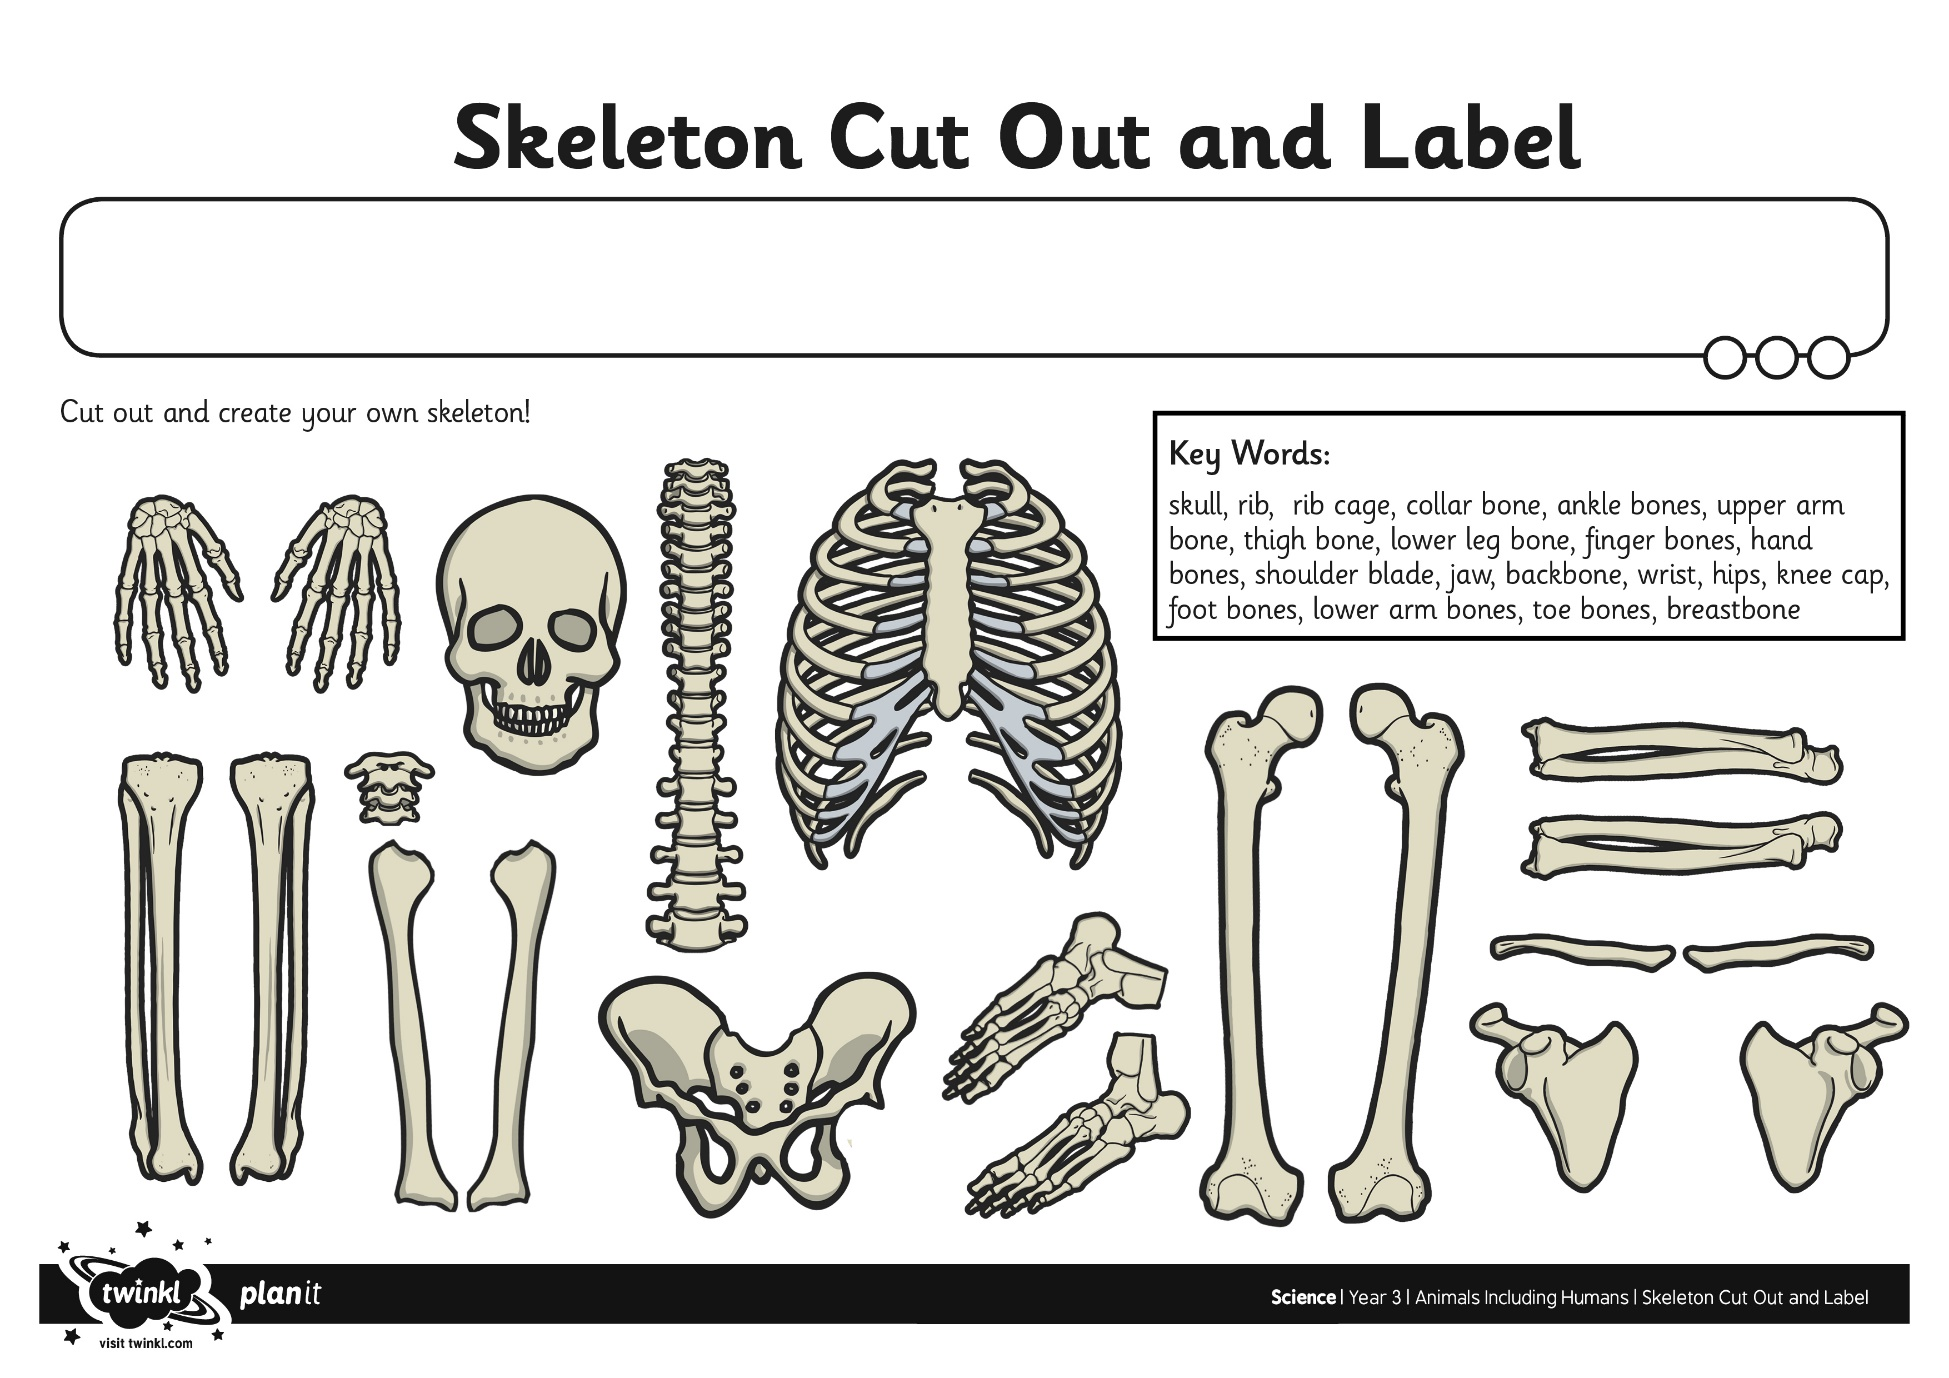 Skeleton Cut Out and Label
Cut out and create your own skeleton!
Key Words:
skull, rib,  rib cage, collar bone, ankle bones, upper arm
bone, thigh bone, lower leg bone, finger bones, hand
bones, shoulder blade, jaw, backbone, wrist, hips, knee cap,
foot bones, lower arm bones, toe bones, breastbone
twinkl
planit
Science | Year 3 | Animals Including Humans | Skeleton Cut Out and Label
visit twinkl.com